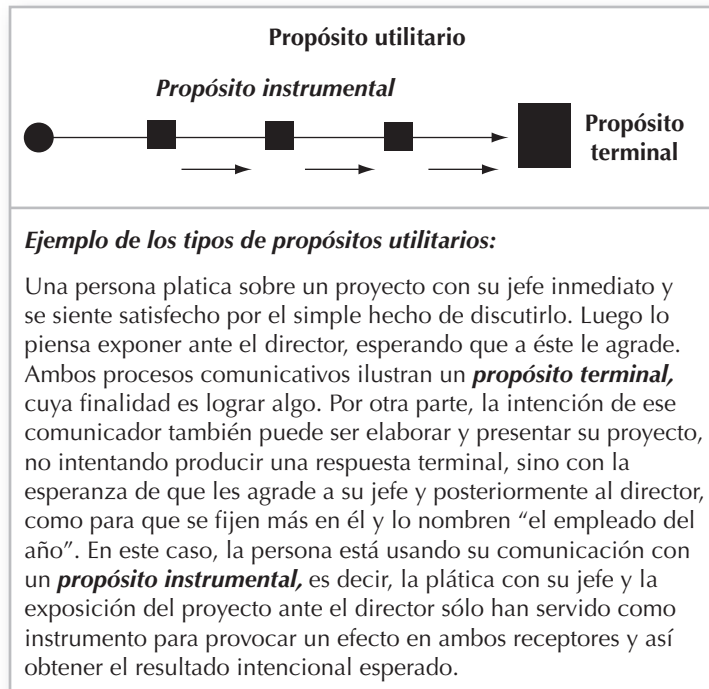 Propósito utilitario
Propósito instrumental
Propósito
terminal
Ejemplo de los tipos de propósitos utilitarios:
Una persona platica sobre un proyecto con su jefe inmediato y
se siente satisfecho por el simple hecho de discutirlo. Luego lo
piensa exponer ante el director, esperando que a éste le agrade.
Ambos procesos comunicativos ilustran un propósito terminal,
cuya finalidad es lograr algo. Por otra parte, la intención de ese
comunicador también puede ser elaborar y presentar su proyecto,
no intentando producir una respuesta terminal, sino con la
esperanza de que les agrade a su jefe y posteriormente al director,
como para que se fijen más en él y lo nombren “el empleado del
año”. En este caso, la persona está usando su comunicación con
un propósito instrumental, es decir, la plática con su jefe y la
exposición del proyecto ante el director sólo han servido como
instrumento para provocar un efecto en ambos receptores y así
obtener el resultado intencional esperado.